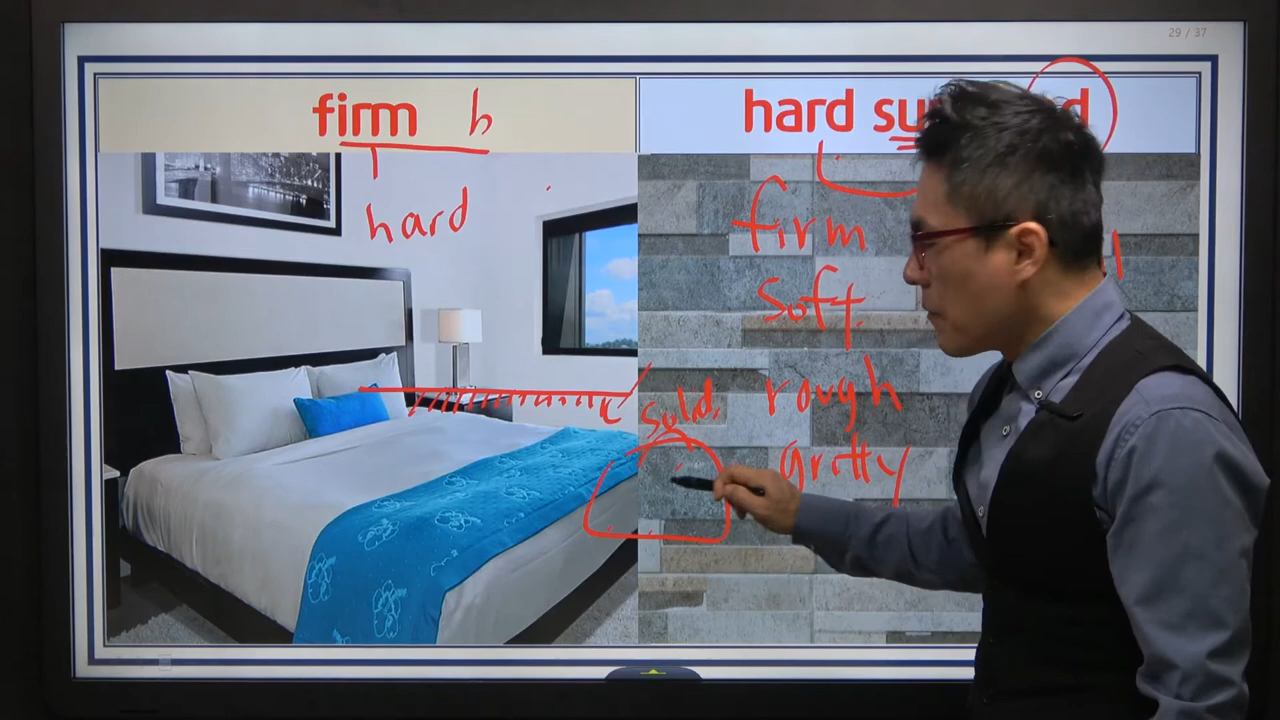 29 / 37
firm h
hard
hard su
d
firm
soft
rough
gritty
solid